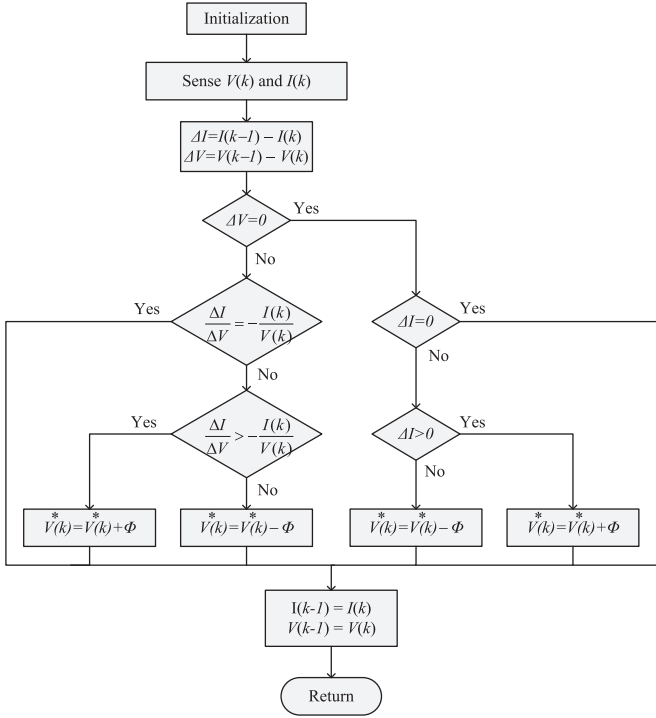 Initialization
Sense V(k) and I(k)
ΔI=I(k−1) − I(k)
ΔV=V(k−1) − V(k)
ΔV=0
Yes
No
ΔI/ΔV = − I(k)/V(k)
Yes
No
ΔI=0
Yes
No
ΔI/ΔV > − I(k)/V(k)
Yes
No
ΔI>0
Yes
No
V*(k)=V*(k)+Φ
V*(k)=V*(k)− Φ
V*(k)=V*(k)− Φ
V*(k)=V*(k)+Φ
I(k-1) = I(k)
V(k-1) = V(k)
Return